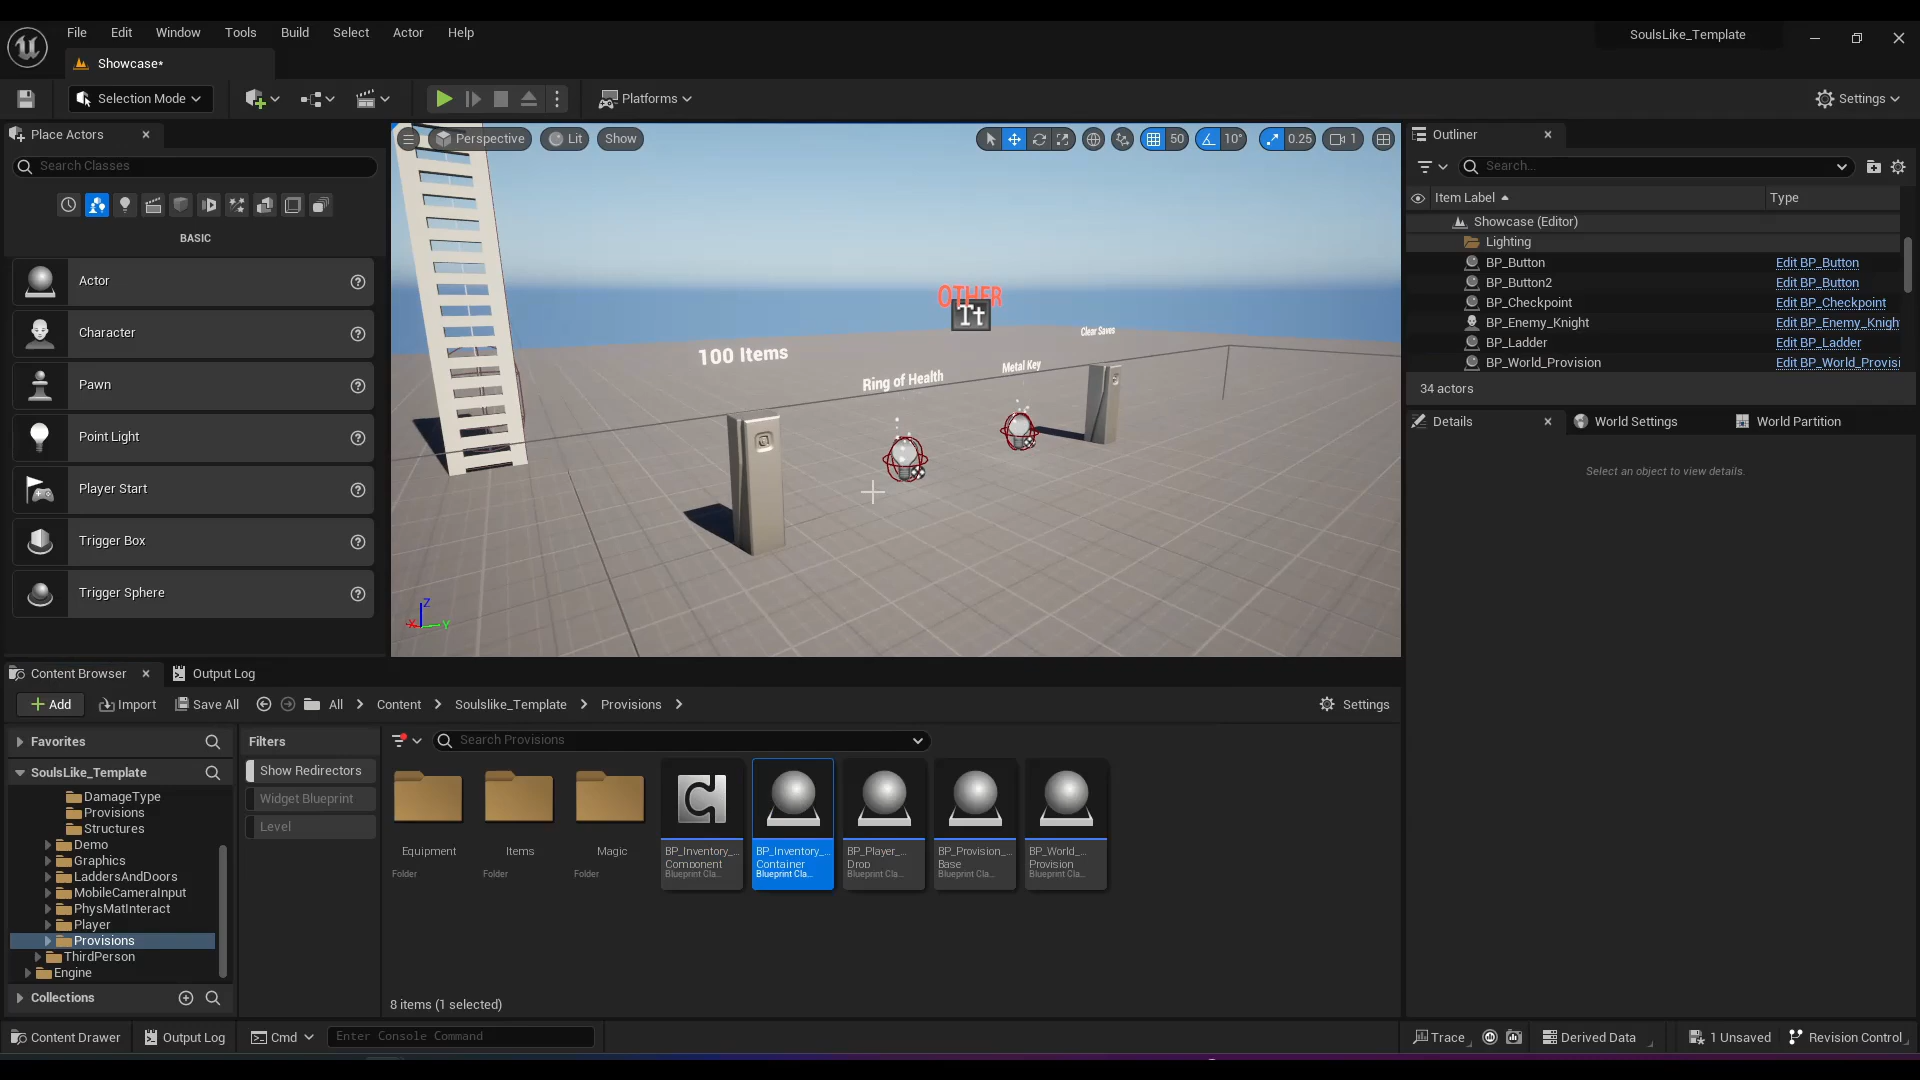 File Edit Window Tools Build Select Actor Help
SoulsLike_Template
Showcase*
Selection Mode
Platforms
Settings
Place Actors
Search Classes
BASIC
Actor
Character
Pawn
Point Light
Player Start
Trigger Box
Trigger Sphere
Perspective Lit Show
50 10° 0.25 1
OTHER
Tt
Clear Saves
100 Items
Metal Key
Ring of Health
Z
X Y
Outliner
Search...
Item Label Type
Showcase (Editor)
Lighting
BP_Button Edit BP_Button
BP_Button2 Edit BP_Button
BP_Checkpoint Edit BP_Checkpoint
BP_Enemy_Knight Edit BP_Enemy_Knigh
BP_Ladder Edit BP_Ladder
BP_World_Provision Edit BP_World_Provisi
34 actors
Details World Settings World Partition
Select an object to view details.
Content Browser Output Log
Add Import Save All All Content Soulslike_Template Provisions Settings
Favorites
SoulsLike_Template
DamageType
Provisions
Structures
Demo
Graphics
LaddersAndDoors
MobileCameraInput
PhysMatInteract
Player
Provisions
ThirdPerson
Engine
Collections
Filters
Show Redirectors
Widget Blueprint
Level
Search Provisions
Equipment
Folder
Items
Folder
Magic
Folder
BP_Inventory_...
Component
Blueprint Cla...
BP_Inventory_...
Container
Blueprint Cla...
BP_Player_...
Drop
Blueprint Cla...
BP_Provision_...
Base
Blueprint Cla...
BP_World_...
Provision
Blueprint Cla...
8 items (1 selected)
Content Drawer Output Log Cmd Enter Console Command
Trace Derived Data 1 Unsaved Revision Control